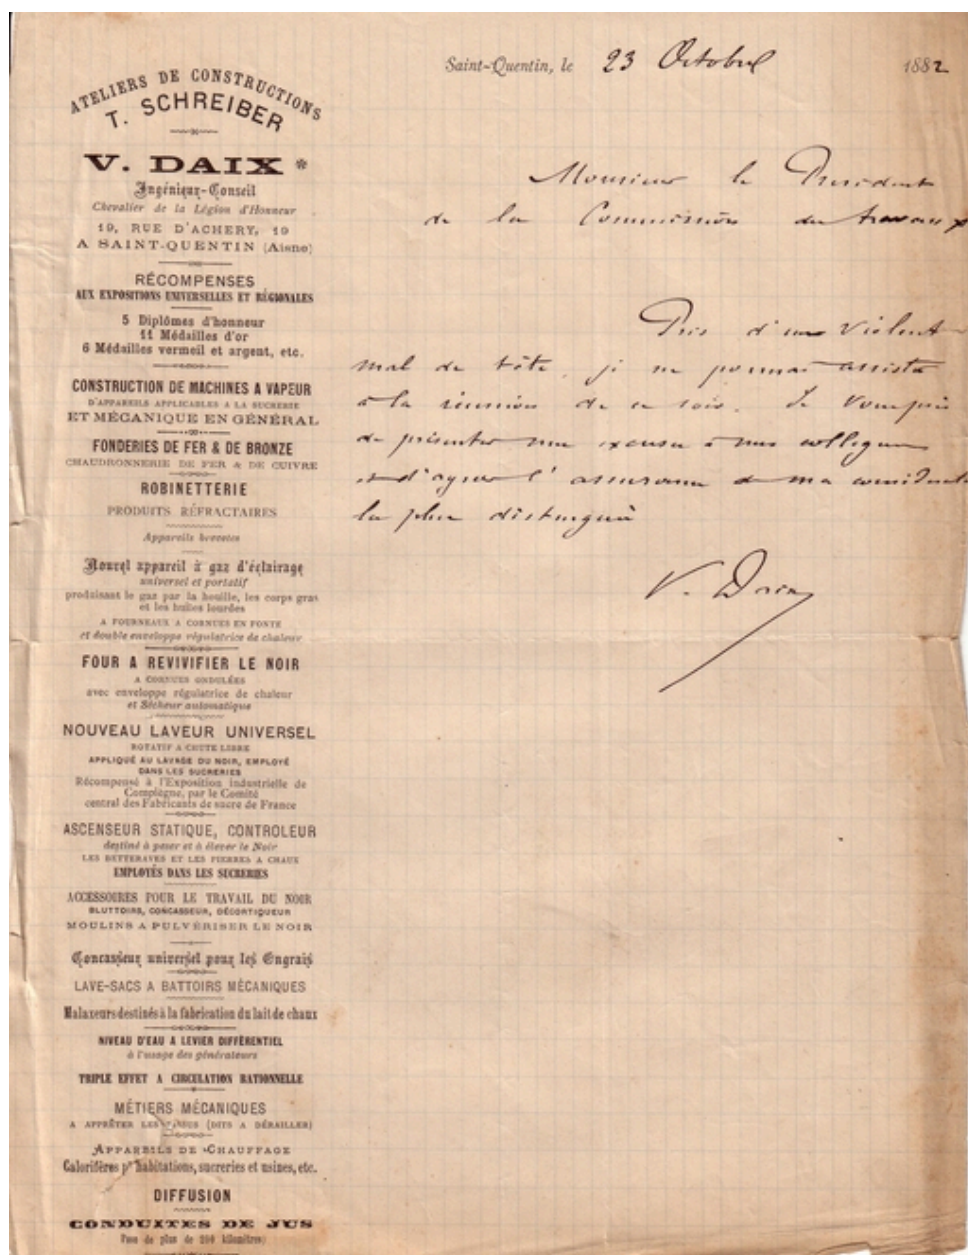 ATELIERS DE CONSTRUCTIONS
T. SCHREIBER
V. DAIX *
Ingénieur-Conseil
Chevalier de la Légion d'Honneur
19, RUE D'ACHERY, 19
A SAINT-QUENTIN (Aisne)
RÉCOMPENSES
AUX EXPOSITIONS UNIVERSELLES ET RÉGIONALES
5 Diplômes d'honneur
11 Médailles d'or
6 Médailles vermeil et argent, etc.
CONSTRUCTION DE MACHINES A VAPEUR
D'APPAREILS APPLICABLES A LA SUCRERIE
ET MÉCANIQUE EN GÉNÉRAL
FONDERIES DE FER & DE BRONZE
CHAUDRONNERIE DE FER & DE CUIVRE
ROBINETTERIE
PRODUITS RÉFRACTAIRES
Appareils brevetés
Nouvel appareil à gaz d'éclairage
universel et portatif
produisant le gaz par la houille, les corps gras
et les huiles lourdes
A FOURNEAUX A CORNUES EN FONTE
et double enveloppe régulatrice de chaleur
FOUR A REVIVIFIER LE NOIR
A CORNUES ONDULÉES
avec enveloppe régulatrice de chaleur
et Sécheur automatique
NOUVEAU LAVEUR UNIVERSEL
ROTATIF A CHUTE LIBRE
APPLIQUÉ AU LAVAGE DU NOIR, EMPLOYÉ
DANS LES SUCRERIES
Récompensé à l'Exposition industrielle de
Compiègne, par le Comité
central des Fabricants de sucre de France
ASCENSEUR STATIQUE, CONTROLEUR
destiné à peser et à élever le Noir
LES BETTERAVES ET LES PIERRES A CHAUX
EMPLOYÉS DANS LES SUCRERIES
ACCESSOIRES POUR LE TRAVAIL DU NOIR
BLUTTOIRS, CONCASSEUR, DÉCORTIQUEUR
MOULINS A PULVÉRISER LE NOIR
Concasseur universel pour les Engrais
LAVE-SACS A BATTOIRS MÉCANIQUES
Malaxeurs destinés à la fabrication du lait de chaux
NIVEAU D'EAU A LEVIER DIFFÉRENTIEL
à l'usage des générateurs
TRIPLE EFFET A CIRCULATION RATIONNELLE
MÉTIERS MÉCANIQUES
A APPRÊTER LES TISSUS (DITS A DÉRAILLER)
APPAREILS DE CHAUFFAGE
Calorifères pr habitations, sucreries et usines, etc.
DIFFUSION
CONDUITES DE JUS
Pose de plus de 200 kilomètres
Saint-Quentin, le 23 Octobre 1882
Monsieur le Président
de la Commission des travaux
Pris d'un violent
mal de tête, je ne pourrai assister
à la réunion de ce soir. Je vous prie
de présenter mes excuses à nos collègues
et d'agréer l'assurance de ma considération
la plus distinguée
V. Daix